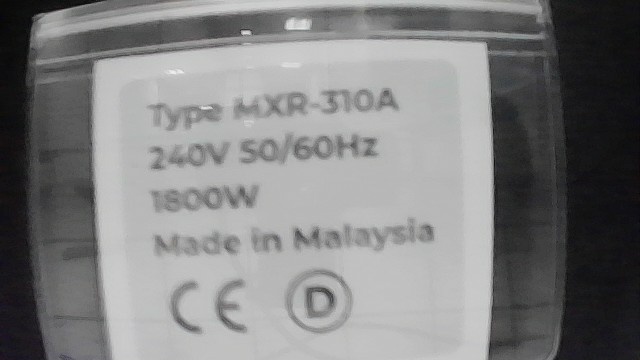 Type MXR-310A
240V 50/60Hz
1800W
Made in Malaysia
CE D